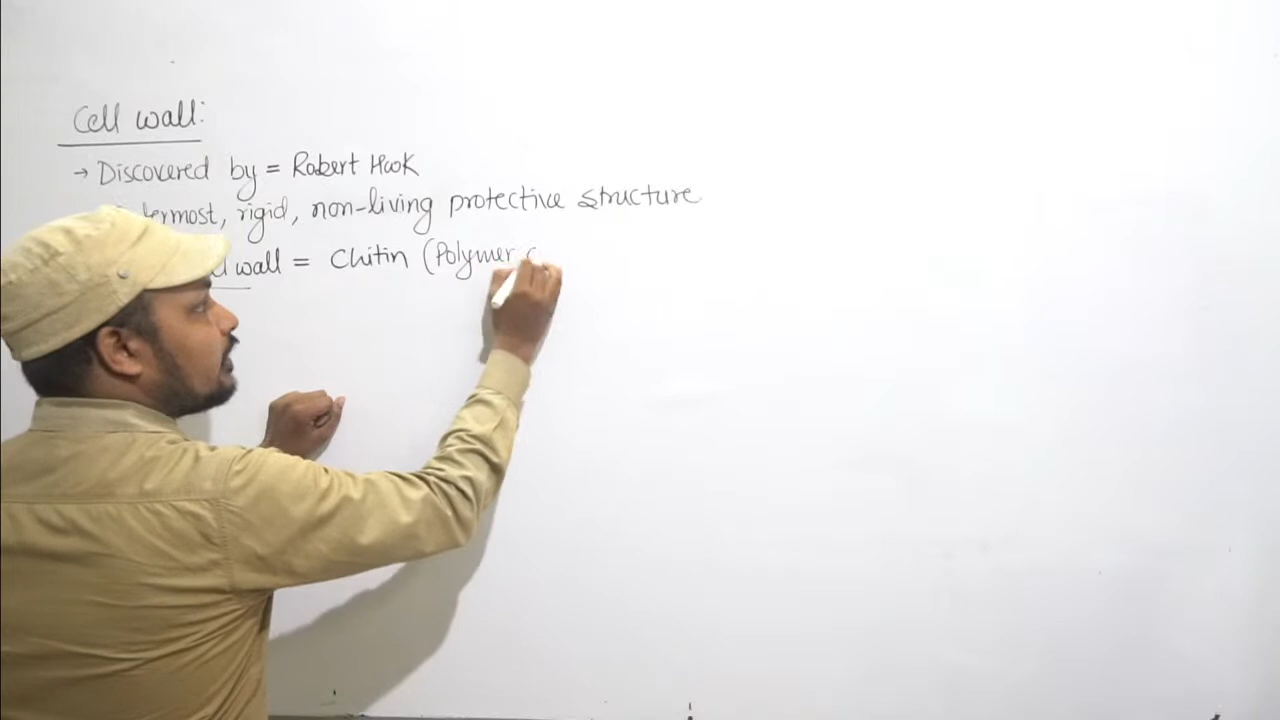 Cell wall:
→ Discovered by = Robert Hook
rigid, non-living protective structure
wall = Chitin (Polymer